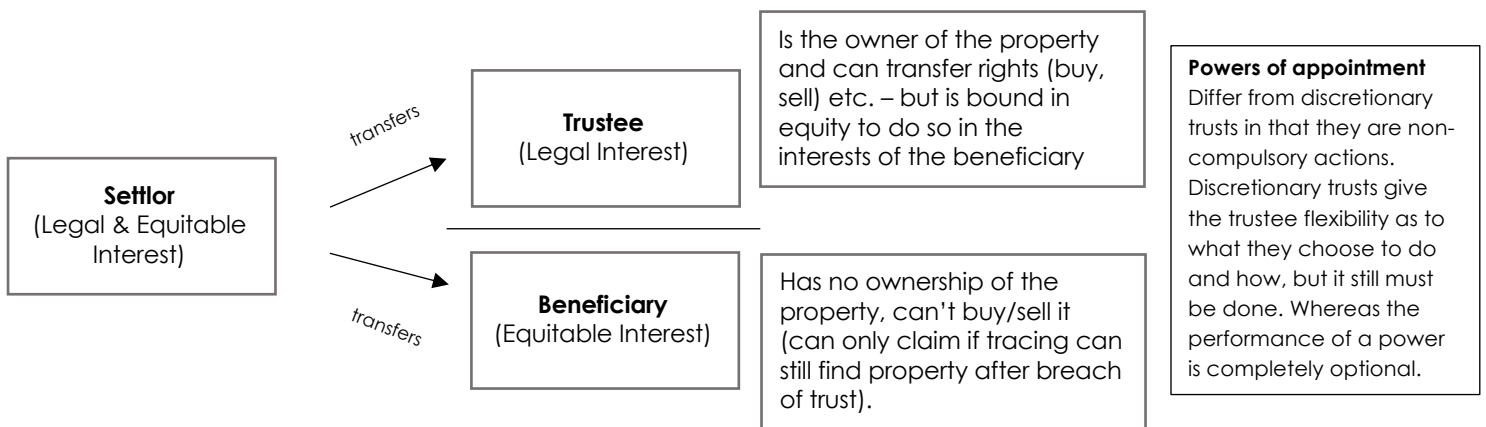 Settlor
(Legal & Equitable
Interest)
transfers
transfers
Trustee
(Legal Interest)
Beneficiary
(Equitable Interest)
Is the owner of the property
and can transfer rights (buy,
sell) etc. – but is bound in
equity to do so in the
interests of the beneficiary
Has no ownership of the
property, can't buy/sell it
(can only claim if tracing can
still find property after breach
of trust).
Powers of appointment
Differ from discretionary
trusts in that they are non-
compulsory actions.
Discretionary trusts give
the trustee flexibility as to
what they choose to do
and how, but it still must
be done. Whereas the
performance of a power
is completely optional.